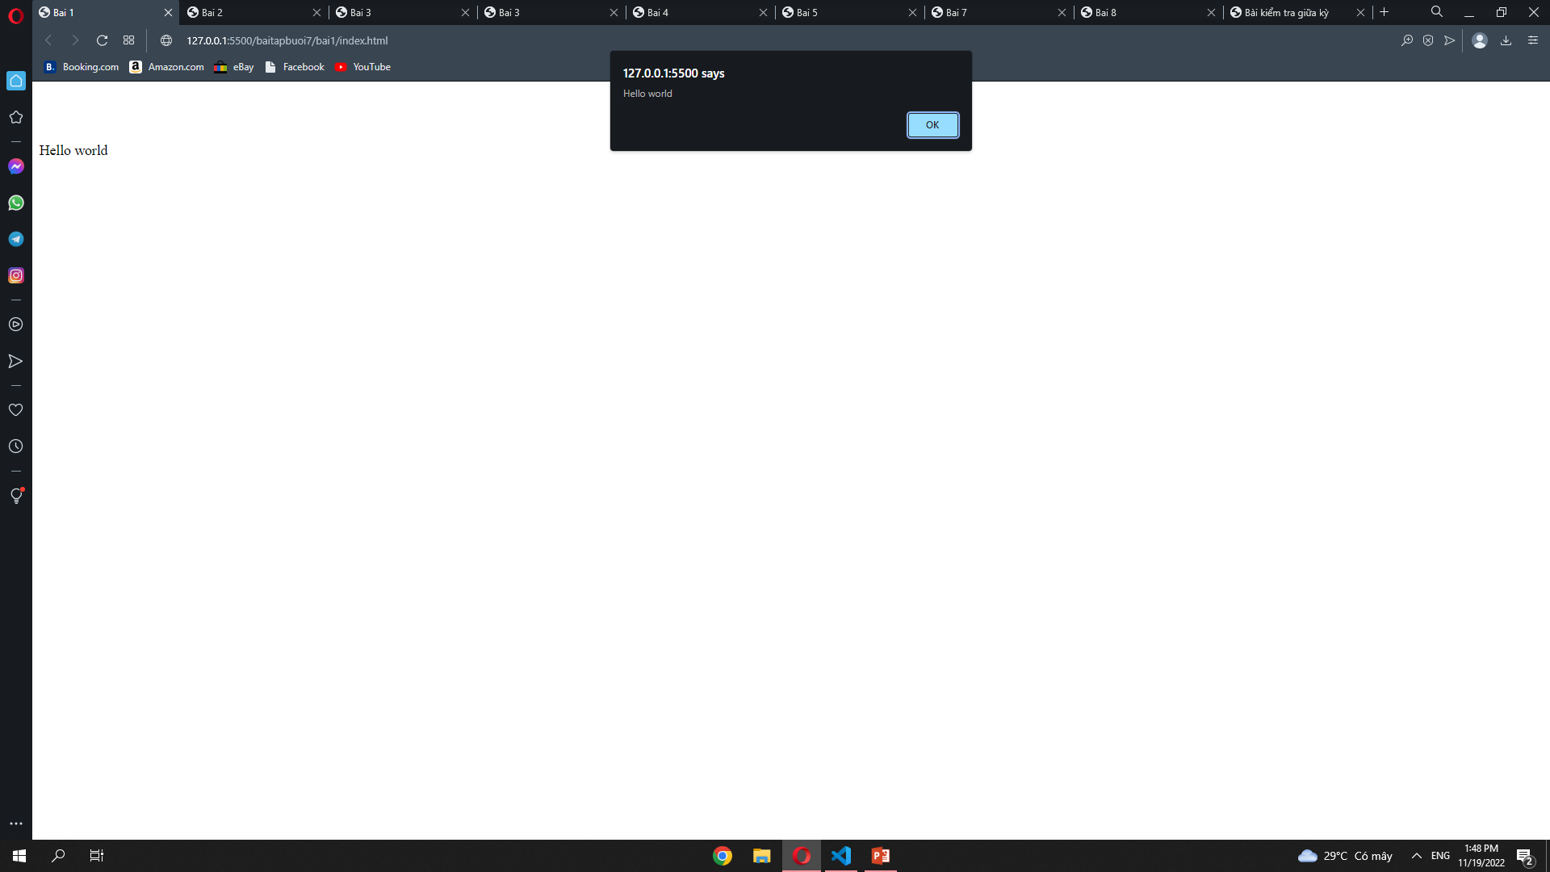 Bai 1
Bai 2
Bai 3
Bai 3
Bai 4
Bai 5
Bai 7
Bai 8
Bài kiểm tra giữa kỳ
127.0.0.1:5500/baitapbuoi7/bai1/index.html
B. Booking.com
a Amazon.com
eBay
Facebook
YouTube
127.0.0.1:5500 says
Hello world
OK
Hello world
29°C Có mây
ENG
1:48 PM
11/19/2022
2